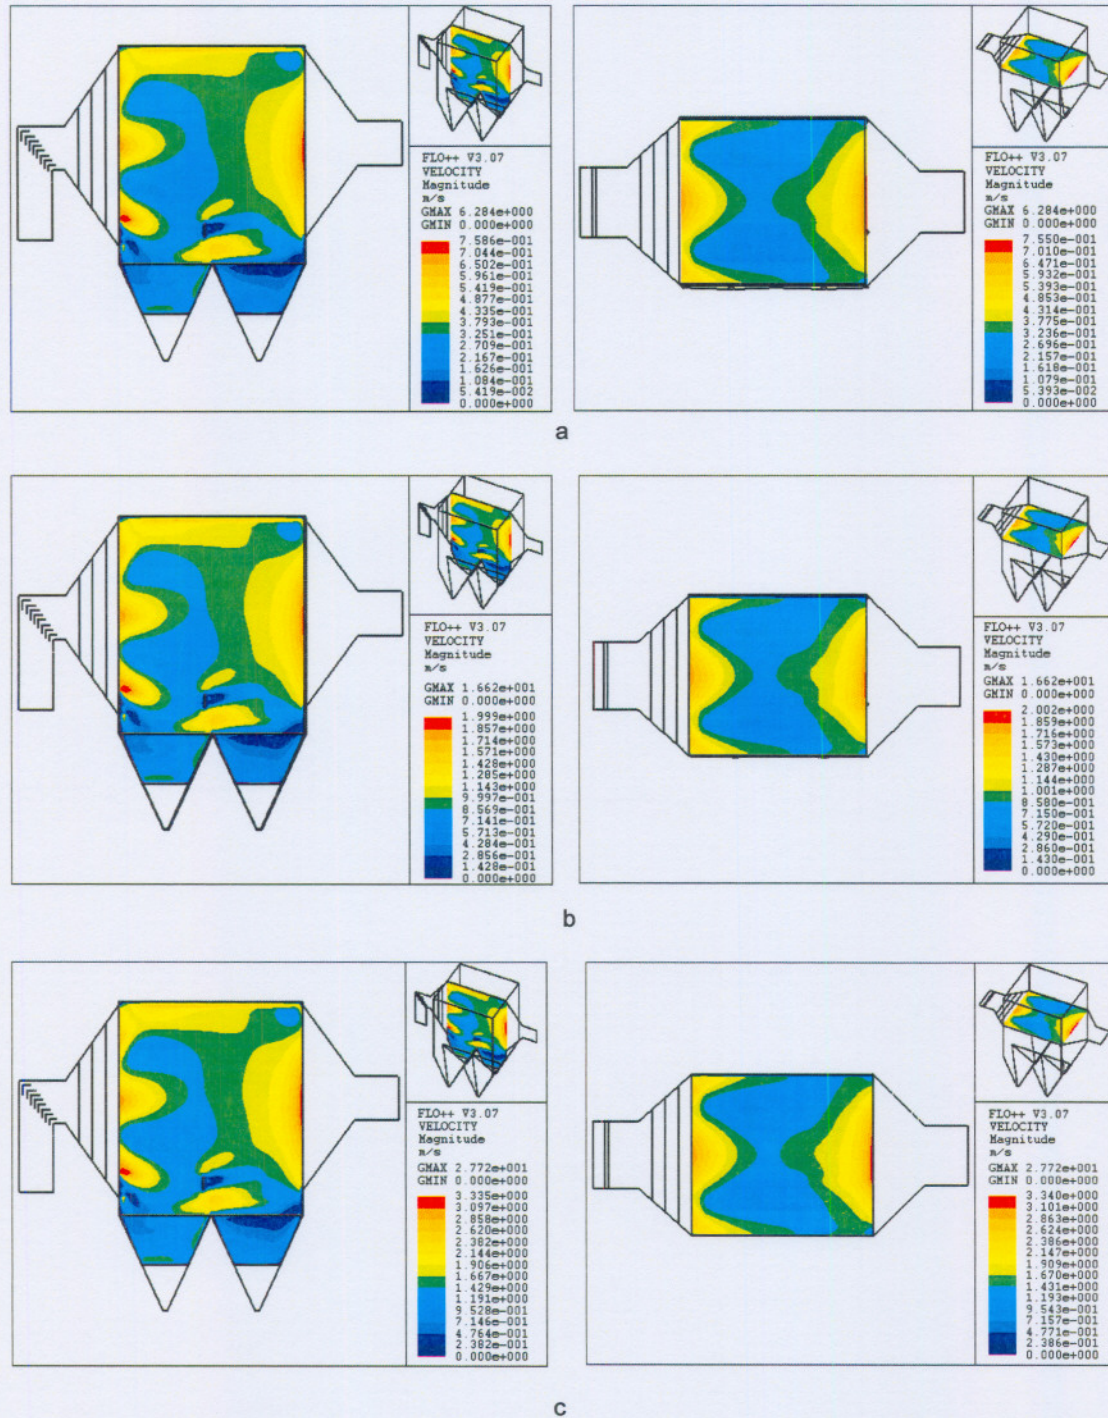 FLO++ V3.07
VELOCITY
Magnitude
m/s
GMAX 6.284e+000
GMIN 0.000e+000
7.586e-001
7.044e-001
6.502e-001
5.961e-001
5.419e-001
4.877e-001
4.335e-001
3.793e-001
3.251e-001
2.709e-001
2.167e-001
1.626e-001
1.084e-001
5.419e-002
0.000e+000
FLO++ V3.07
VELOCITY
Magnitude
m/s
GMAX 6.284e+000
GMIN 0.000e+000
7.550e-001
7.010e-001
6.471e-001
5.932e-001
5.393e-001
4.853e-001
4.314e-001
3.775e-001
3.236e-001
2.696e-001
2.157e-001
1.618e-001
1.079e-001
5.393e-002
0.000e+000
a
FLO++ V3.07
VELOCITY
Magnitude
m/s
GMAX 1.662e+001
GMIN 0.000e+000
1.999e+000
1.857e+000
1.714e+000
1.571e+000
1.428e+000
1.285e+000
1.143e+000
9.997e-001
8.569e-001
7.141e-001
5.713e-001
4.284e-001
2.856e-001
1.428e-001
0.000e+000
FLO++ V3.07
VELOCITY
Magnitude
m/s
GMAX 1.662e+001
GMIN 0.000e+000
2.002e+000
1.859e+000
1.716e+000
1.573e+000
1.430e+000
1.287e+000
1.144e+000
1.001e+000
8.580e-001
7.150e-001
5.720e-001
4.290e-001
2.860e-001
1.430e-001
0.000e+000
b
FLO++ V3.07
VELOCITY
Magnitude
m/s
GMAX 2.772e+001
GMIN 0.000e+000
3.335e+000
3.097e+000
2.858e+000
2.620e+000
2.382e+000
2.144e+000
1.906e+000
1.667e+000
1.429e+000
1.191e+000
9.528e-001
7.146e-001
4.764e-001
2.382e-001
0.000e+000
FLO++ V3.07
VELOCITY
Magnitude
m/s
GMAX 2.772e+001
GMIN 0.000e+000
3.340e+000
3.101e+000
2.863e+000
2.624e+000
2.386e+000
2.147e+000
1.909e+000
1.670e+000
1.431e+000
1.193e+000
9.543e-001
7.157e-001
4.771e-001
2.386e-001
0.000e+000
c